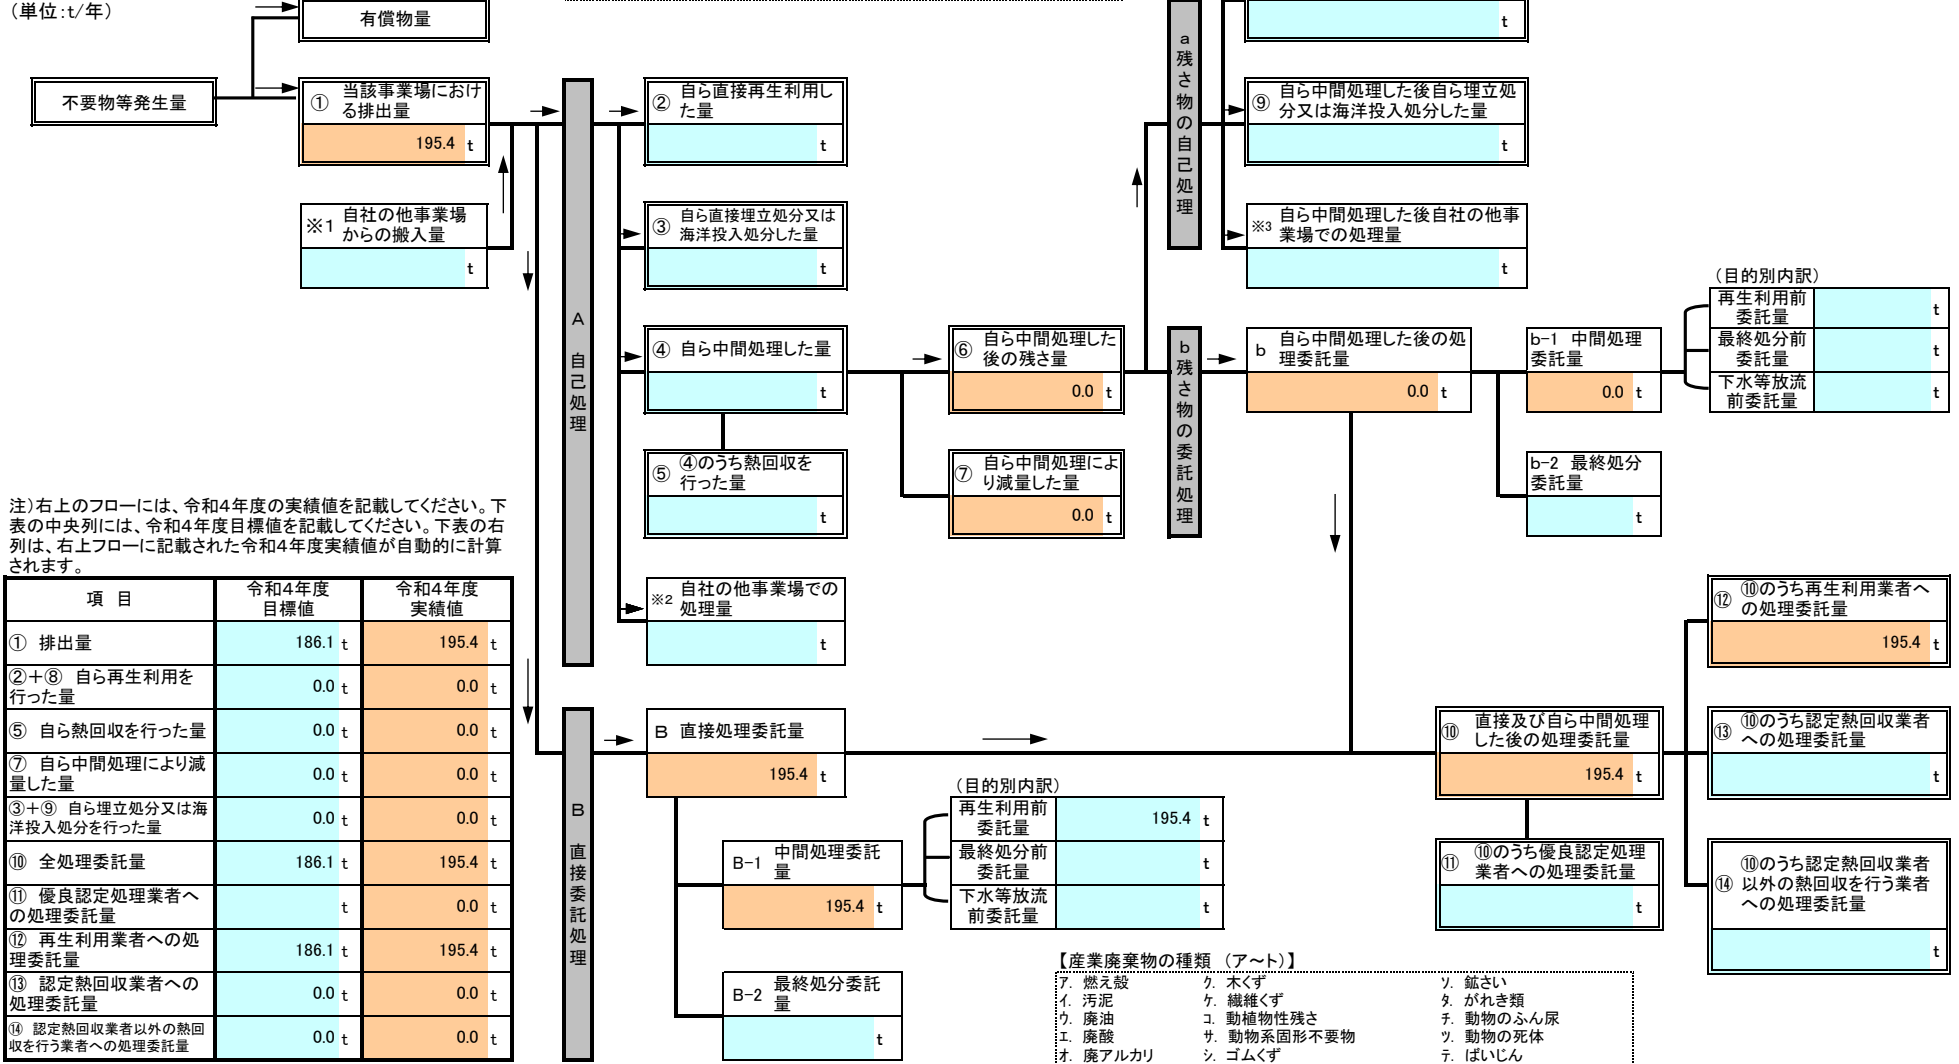 (単位:t/年)
有償物量
不要物等発生量
① 当該事業場におけ
る排出量
195.4 t
※1 自社の他事業場
からの搬入量
t
A 自己処理
② 自ら直接再生利用し
た量
t
③ 自ら直接埋立処分又は
海洋投入処分した量
t
④ 自ら中間処理した量
t
⑤ ④のうち熱回収を
行った量
t
※2 自社の他事業場での
処理量
t
⑥ 自ら中間処理した
後の残さ量
0.0 t
⑦ 自ら中間処理によ
り減量した量
0.0 t
a残さ物の自己処理
t
⑨ 自ら中間処理した後自ら埋立処
分又は海洋投入処分した量
t
※3 自ら中間処理した後自社の他事
業場での処理量
t
b残さ物の委託処理
b 自ら中間処理した後の処
理委託量
0.0 t
b-1 中間処理
委託量
0.0 t
(目的別内訳)
再生利用前
委託量
t
最終処分前
委託量
t
下水等放流
前委託量
t
b-2 最終処分
委託量
t
注)右上のフローには、令和4年度の実績値を記載してください。下
表の中央列には、令和4年度目標値を記載してください。下表の右
列は、右上フローに記載された令和4年度実績値が自動的に計算
されます。
項 目 令和4年度 目標値 令和4年度 実績値
① 排出量 186.1 t 195.4 t
②+⑧ 自ら再生利用を
行った量 0.0 t 0.0 t
⑤ 自ら熱回収を行った量 0.0 t 0.0 t
⑦ 自ら中間処理により減
量した量 0.0 t 0.0 t
③+⑨ 自ら埋立処分又は海
洋投入処分を行った量 0.0 t 0.0 t
⑩ 全処理委託量 186.1 t 195.4 t
⑪ 優良認定処理業者へ
の処理委託量 t 0.0 t
⑫ 再生利用業者への処
理委託量 186.1 t 195.4 t
⑬ 認定熱回収業者への
処理委託量 0.0 t 0.0 t
⑭ 認定熱回収業者以外の熱回
収を行う業者への処理委託量 0.0 t 0.0 t
B 直接委託処理
B 直接処理委託量
195.4 t
B-1 中間処理委託
量
195.4 t
(目的別内訳)
再生利用前
委託量
195.4 t
最終処分前
委託量
t
下水等放流
前委託量
t
B-2 最終処分委託
量
t
⑩ 直接及び自ら中間処理
した後の処理委託量
195.4 t
⑪ ⑩のうち優良認定処理
業者への処理委託量
t
⑫ ⑩のうち再生利用業者へ
の処理委託量
195.4 t
⑬ ⑩のうち認定熱回収業者
への処理委託量
t
⑭ ⑩のうち認定熱回収業者
以外の熱回収を行う業者
への処理委託量
t
【産業廃棄物の種類 (ア~ト)】
ア. 燃え殻 ク. 木くず ソ. 鉱さい
イ. 汚泥 ケ. 繊維くず タ. がれき類
ウ. 廃油 コ. 動植物性残さ チ. 動物のふん尿
エ. 廃酸 サ. 動物系固形不要物 ツ. 動物の死体
オ. 廃アルカリ シ. ゴムくず テ. ばいじん